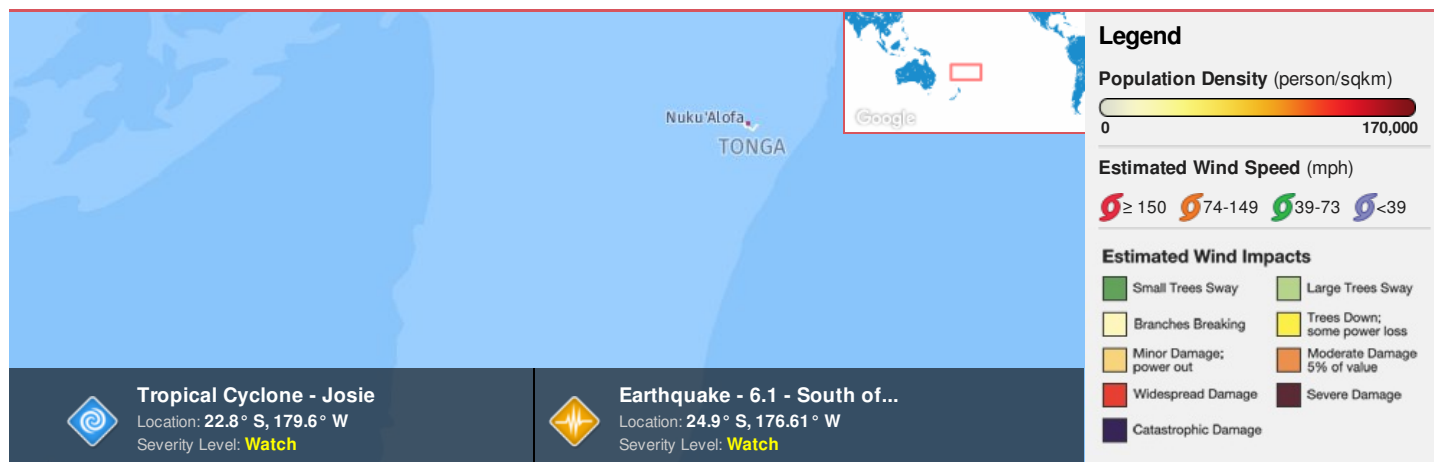 Nuku'Alofa
TONGA
Google
Tropical Cyclone - Josie
Location: 22.8° S, 179.6° W
Severity Level: Watch
Earthquake - 6.1 - South of...
Location: 24.9° S, 176.61° W
Severity Level: Watch
Legend
Population Density (person/sqkm)
0 170,000
Estimated Wind Speed (mph)
≥ 150 74-149 39-73 <39
Estimated Wind Impacts
Small Trees Sway
Large Trees Sway
Branches Breaking
Trees Down;
some power loss
Minor Damage;
power out
Moderate Damage
5% of value
Widespread Damage
Severe Damage
Catastrophic Damage